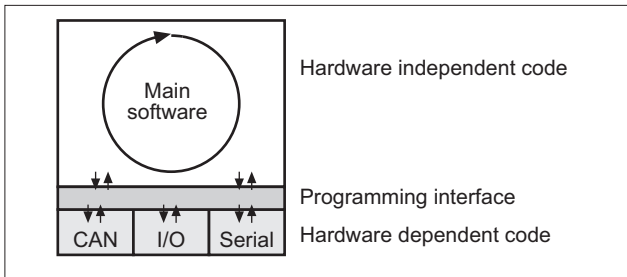 Hardware independent code
Main
software
Programming interface
CAN I/O Serial
Hardware dependent code